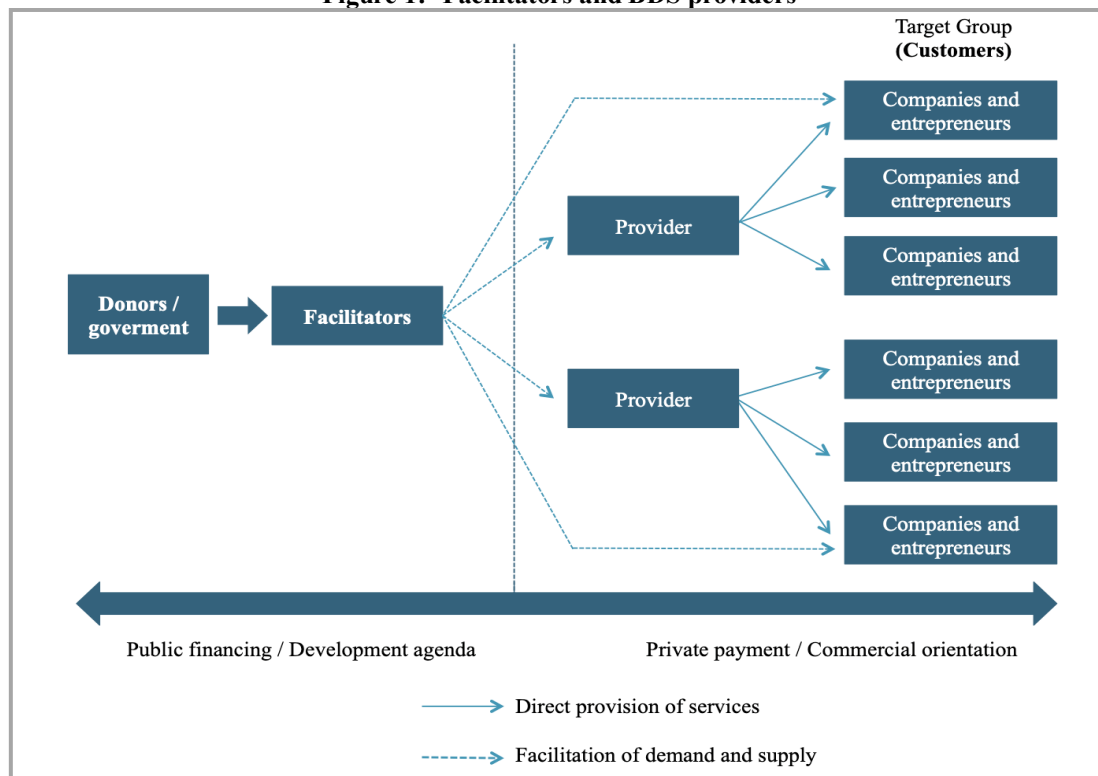 Target Group
(Customers)
Companies and
entrepreneurs
Companies and
entrepreneurs
Provider
Companies and
entrepreneurs
Donors /
goverment
Facilitators
Companies and
entrepreneurs
Provider
Companies and
entrepreneurs
Companies and
entrepreneurs
Public financing / Development agenda
Private payment / Commercial orientation
Direct provision of services
Facilitation of demand and supply